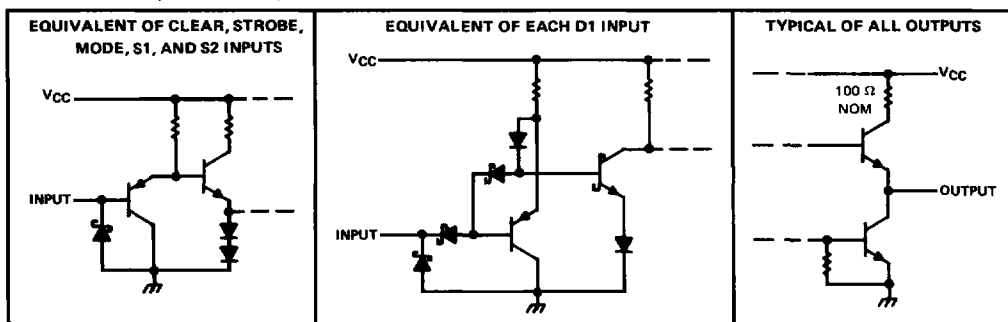 EQUIVALENT OF CLEAR, STROBE,
MODE, S1, AND S2 INPUTS
VCC
INPUT
EQUIVALENT OF EACH D1 INPUT
VCC
INPUT
TYPICAL OF ALL OUTPUTS
VCC
100 Ω
NOM
OUTPUT